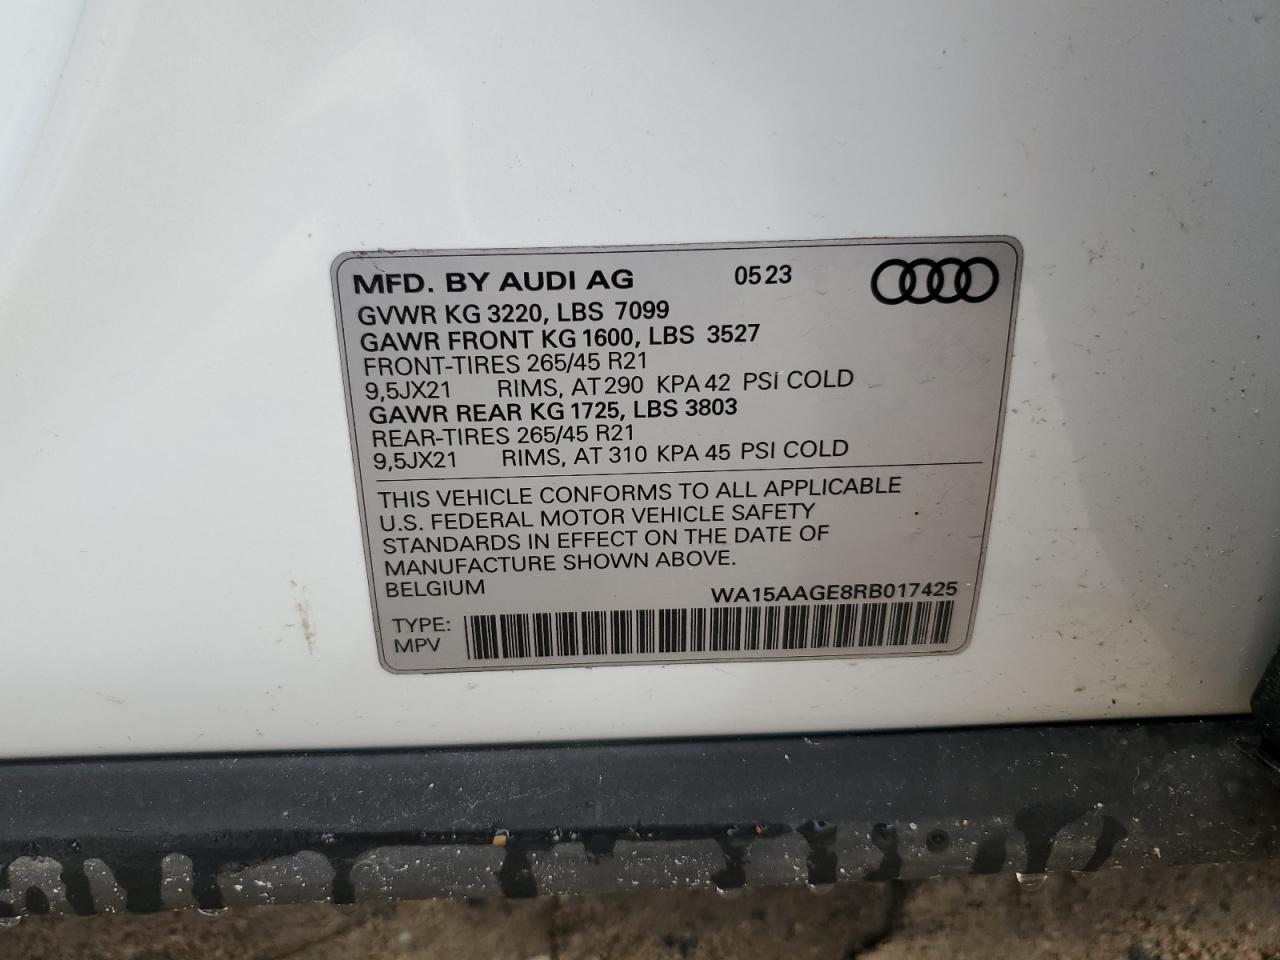 MFD. BY AUDI AG 0523
GVWR KG 3220, LBS 7099
GAWR FRONT KG 1600, LBS 3527
FRONT-TIRES 265/45 R21
9,5JX21 RIMS, AT 290 KPA 42 PSI COLD
GAWR REAR KG 1725, LBS 3803
REAR-TIRES 265/45 R21
9,5JX21 RIMS, AT 310 KPA 45 PSI COLD
THIS VEHICLE CONFORMS TO ALL APPLICABLE
U.S. FEDERAL MOTOR VEHICLE SAFETY
STANDARDS IN EFFECT ON THE DATE OF
MANUFACTURE SHOWN ABOVE.
BELGIUM WA15AAGE8RB017425
TYPE:
MPV